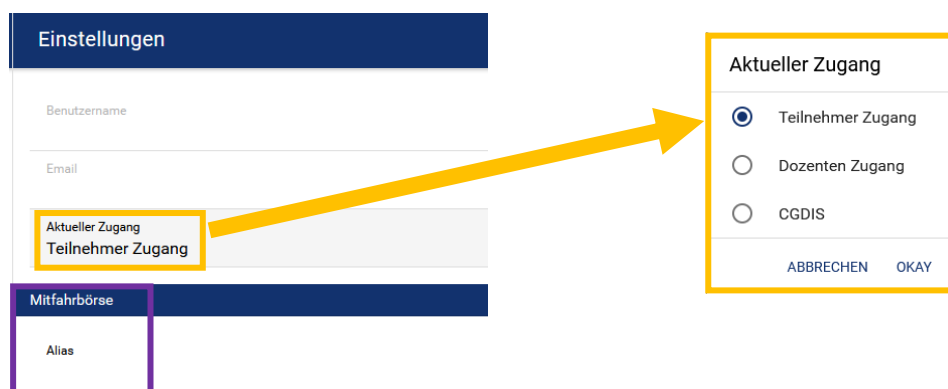 Einstellungen
Benutzername
Email
Aktueller Zugang
Teilnehmer Zugang
Mitfahrbörse
Alias
Aktueller Zugang
Teilnehmer Zugang
Dozenten Zugang
CGDIS
ABBRECHEN OKAY